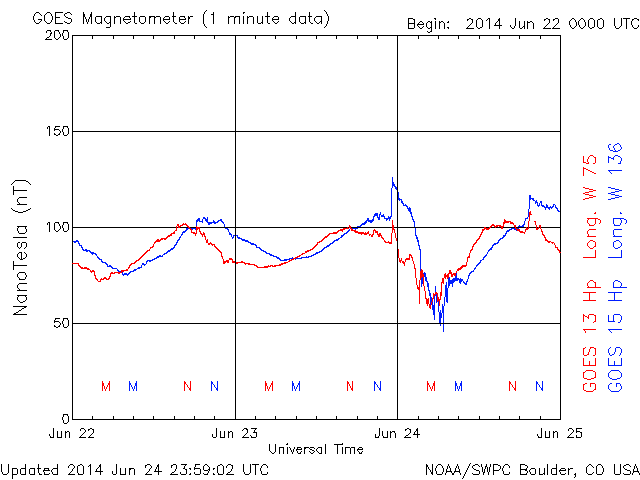 GOES Magnetometer (1 minute data)
Begin: 2014 Jun 22 0000 UTC
200
150
100
50
0
NanoTesla (nT)
M M N N M M N N M M N N
Jun 22 Jun 23 Jun 24 Jun 25
Universal Time
GOES 13 Hp Long. W 75
GOES 15 Hp Long. W 136
Updated 2014 Jun 24 23:59:02 UTC
NOAA/SWPC Boulder, CO USA